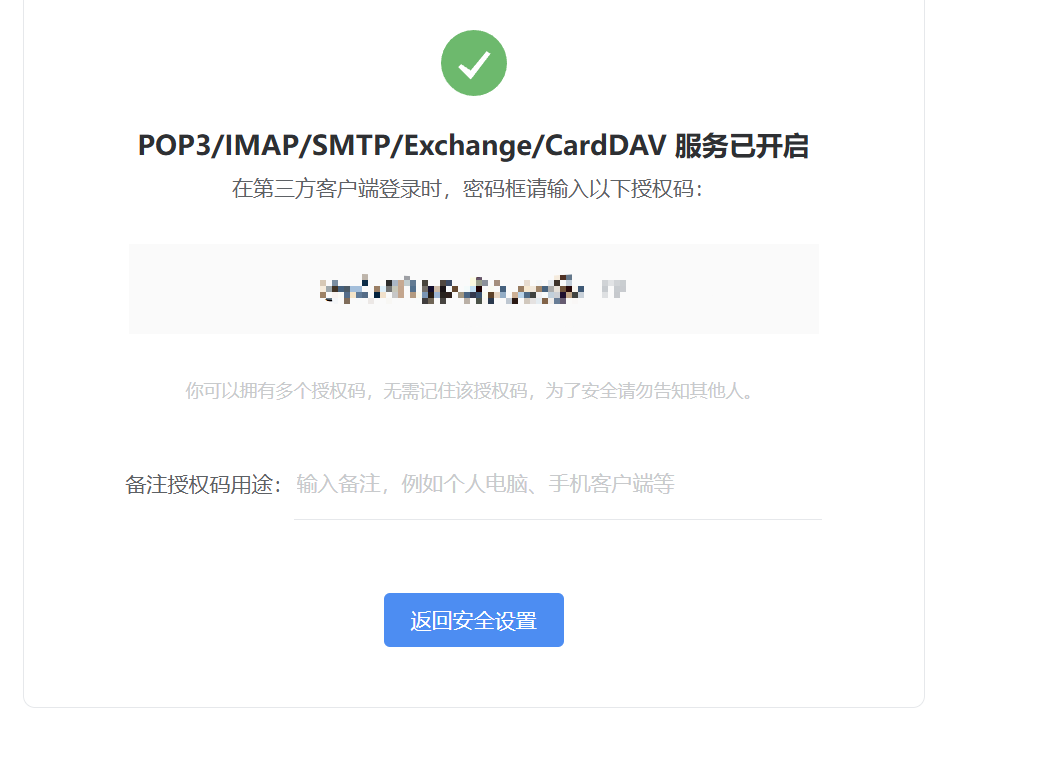 POP3/IMAP/SMTP/Exchange/CardDAV 服务已开启
在第三方客户端登录时，密码框请输入以下授权码：
你可以拥有多个授权码，无需记住该授权码，为了安全请勿告知其他人。
备注授权码用途： 输入备注，例如个人电脑、手机客户端等
返回安全设置